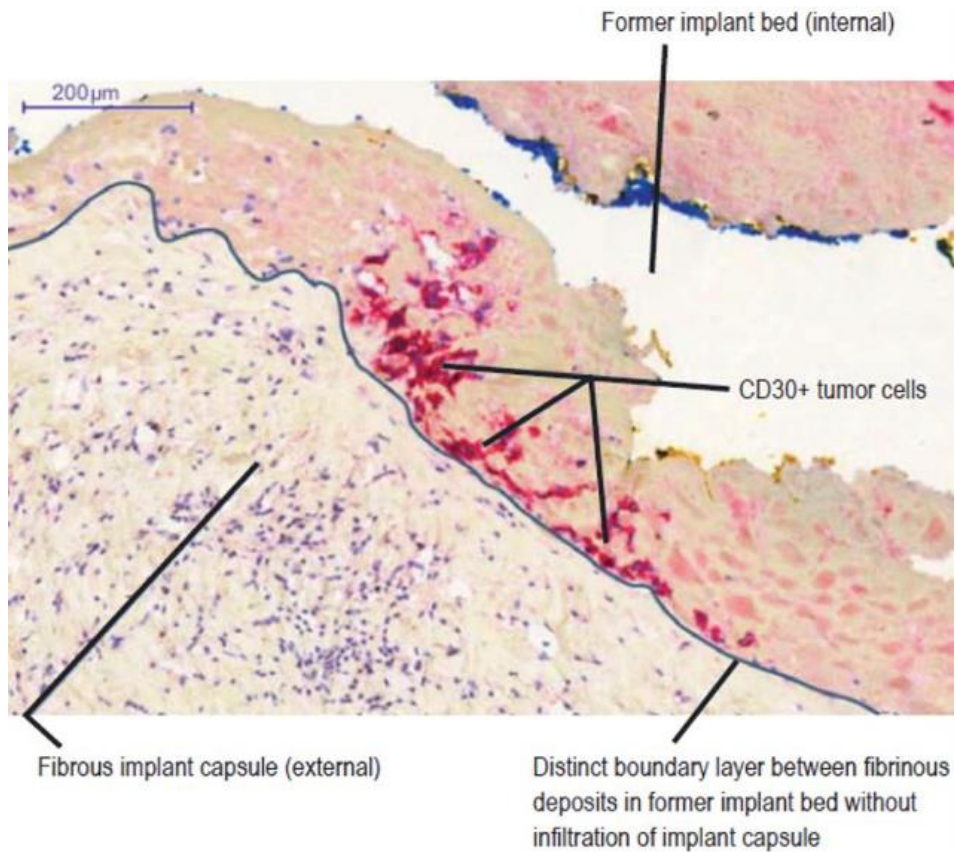 Former implant bed (internal)
200µm
CD30+ tumor cells
Fibrous implant capsule (external)
Distinct boundary layer between fibrinous
deposits in former implant bed without
infiltration of implant capsule